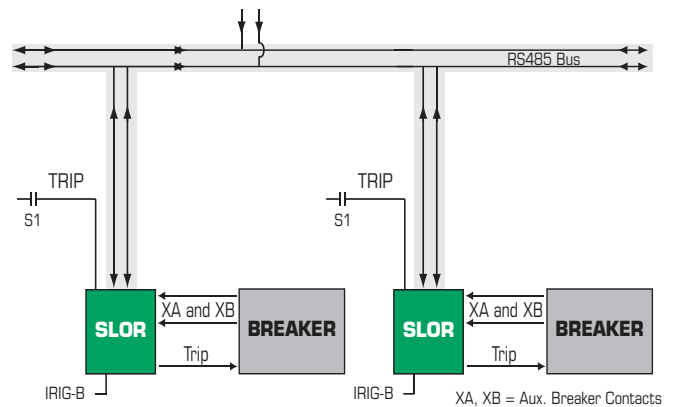 RS485 Bus
TRIP
S1
TRIP
S1
SLOR
XA and XB
Trip
BREAKER
SLOR
XA and XB
Trip
BREAKER
IRIG-B
IRIG-B
XA, XB = Aux. Breaker Contacts